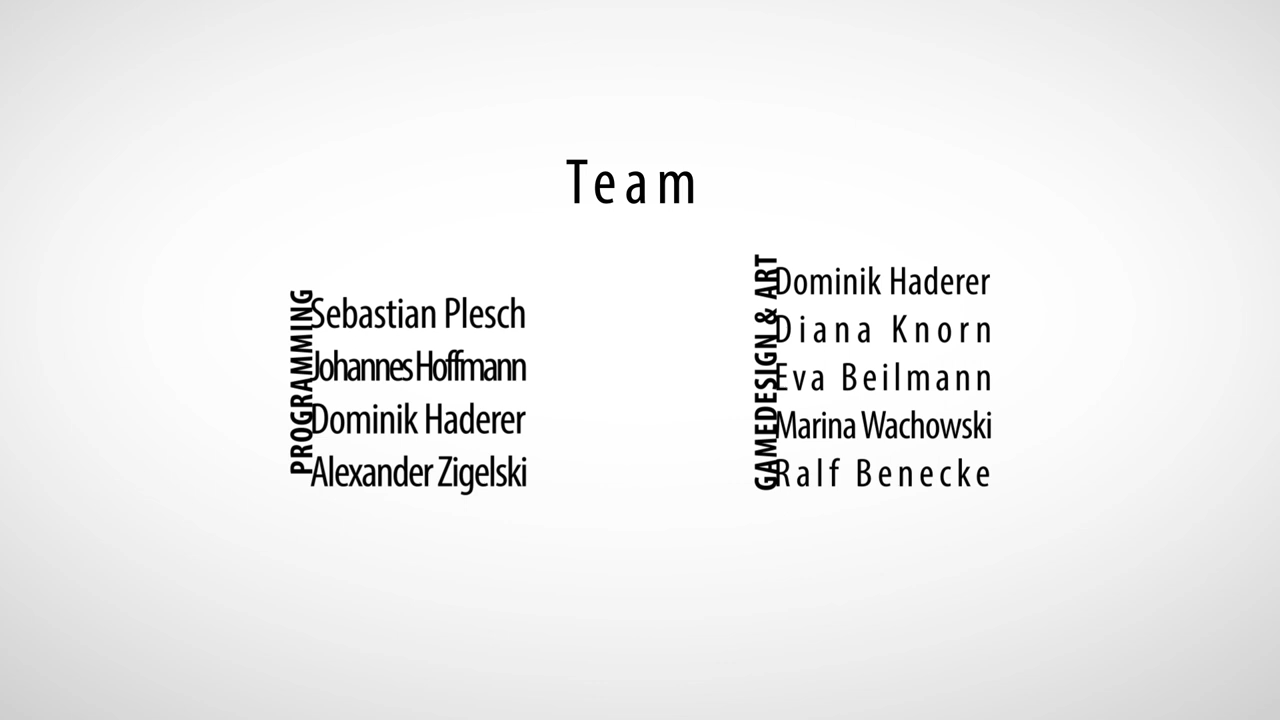 Team
PROGRAMMING
Sebastian Plesch
Johannes Hoffmann
Dominik Haderer
Alexander Zigelski
GAMEDESIGN & ART
Dominik Haderer
Diana Knorn
Eva Beilmann
Marina Wachowski
Ralf Benecke